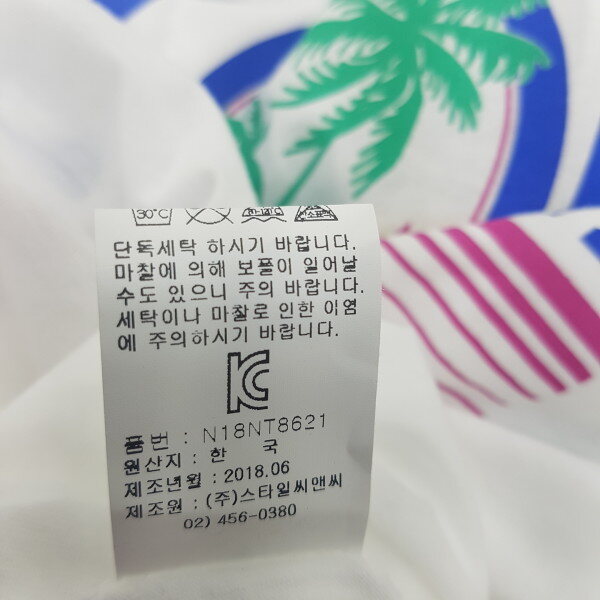 30℃
단독세탁 하시기 바랍니다.
마찰에 의해 보풀이 일어날
수도 있으니 주의 바랍니다.
세탁이나 마찰로 인한 이염
에 주의하시기 바랍니다.
KC
품번 : N18NT8621
원산지 : 한 국
제조년월 : 2018.06
제조원 : (주)스타일씨앤씨
02) 456-0380